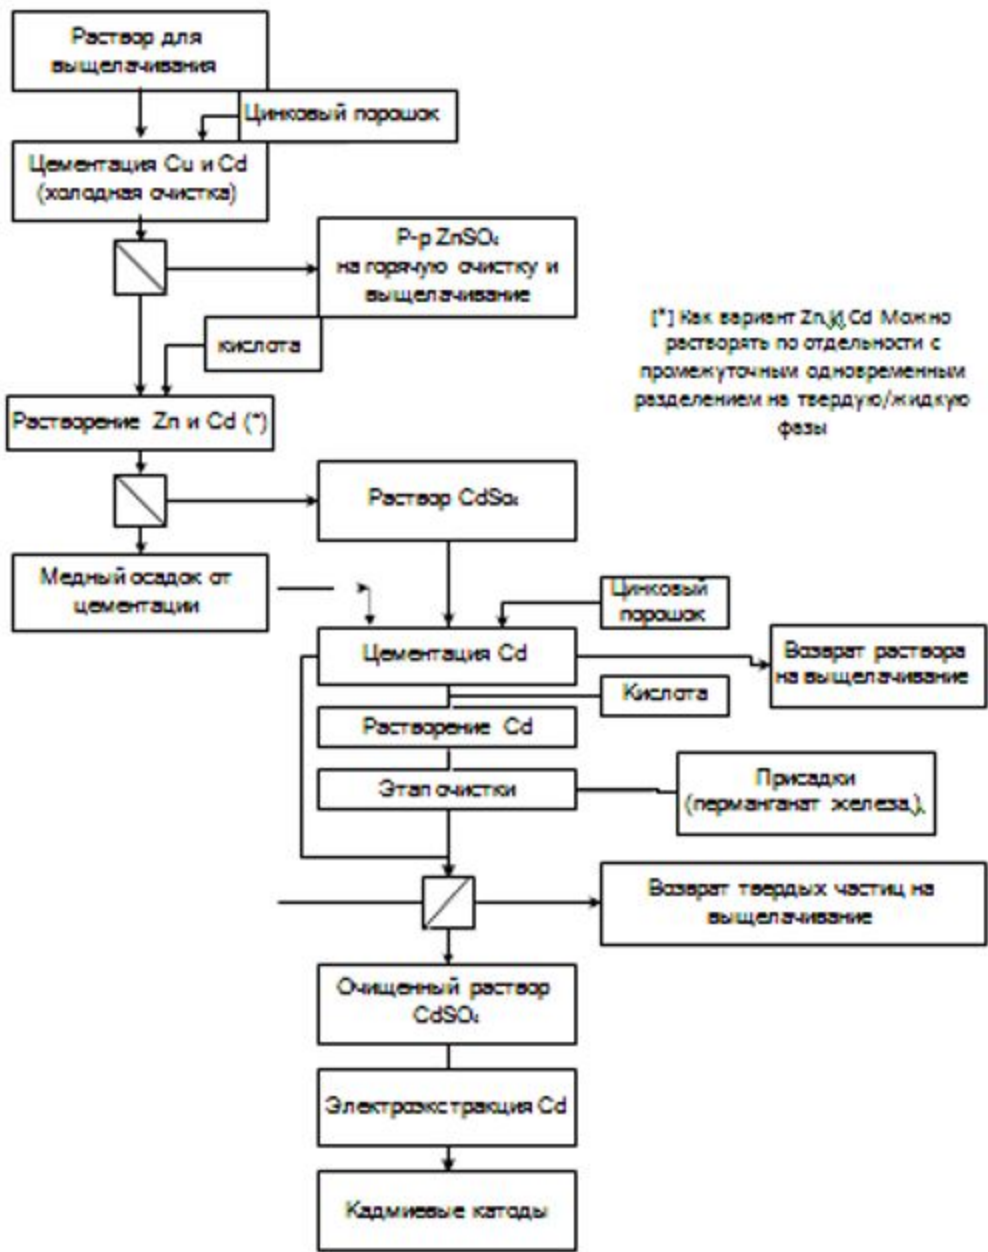 Раствор для
выщелачивания
Цинковый порошок
Цементация Cu и Cd
(холодная очистка)
Р-р ZnSO₄
на горячую очистку и
выщелачивание
[*] Как вариант Zn и Cd Можно
растворять по отдельности с
промежуточным одновременным
разделением на твердую/жидкую
фазы
кислота
Растворение Zn и Cd (*)
Раствор CdSo₄
Медный осадок от
цементации
Цинковый
порошок
Цементация Cd
Возврат раствора
на выщелачивание
Кислота
Растворение Cd
Этап очистки
Присадки
(перманганат железа,).
Возврат твердых частиц на
выщелачивание
Очищенный раствор
CdSO₄
Электроэкстракция Cd
Кадмиевые катоды